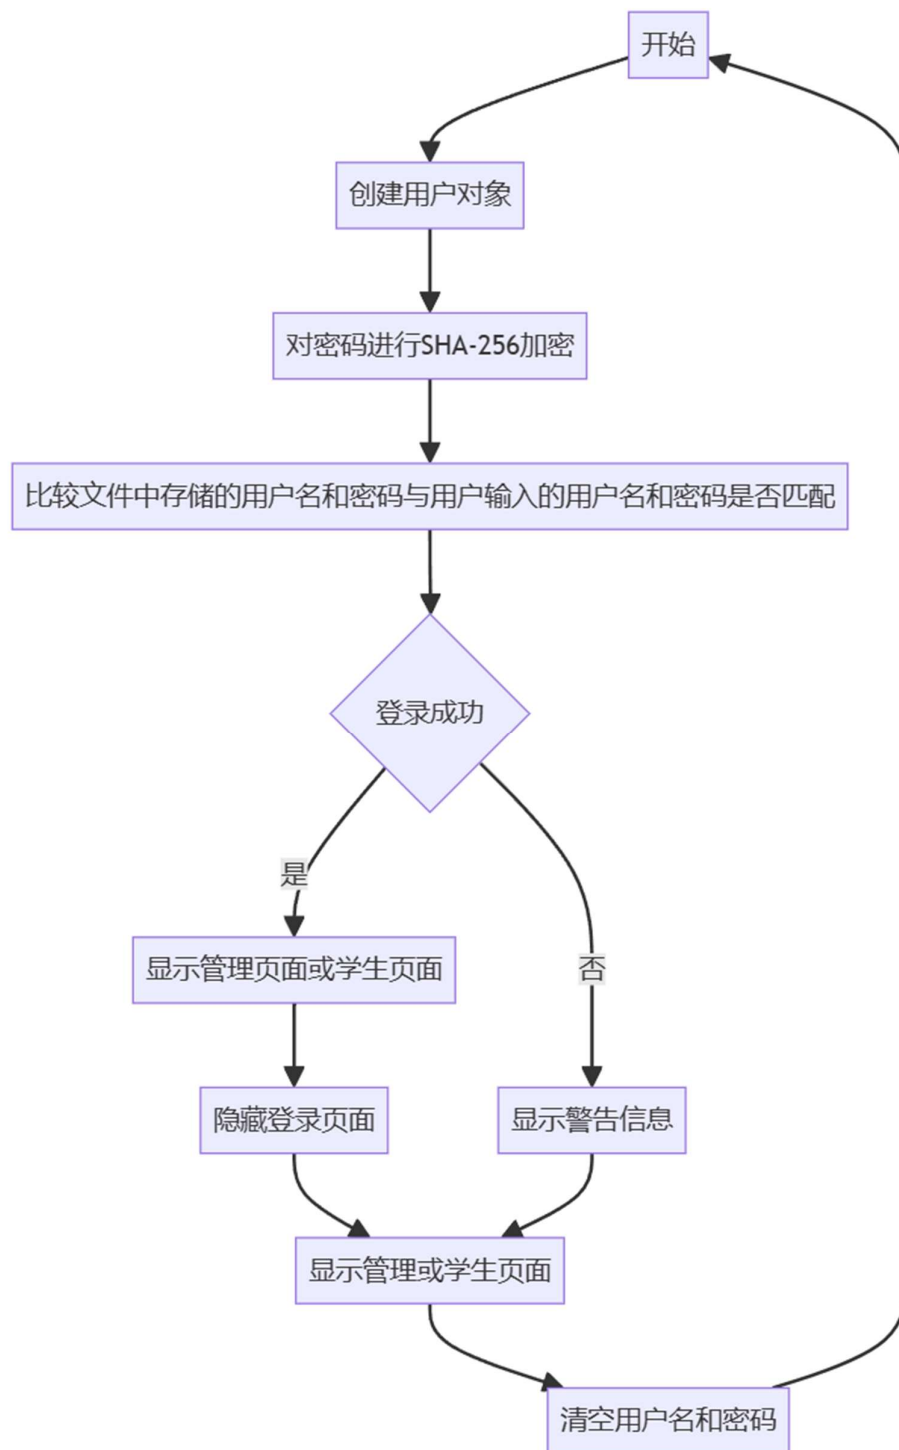 开始
创建用户对象
对密码进行SHA-256加密
比较文件中存储的用户名和密码与用户输入的用户名和密码是否匹配
登录成功
是
显示管理页面或学生页面
否
隐藏登录页面
显示警告信息
显示管理或学生页面
清空用户名和密码